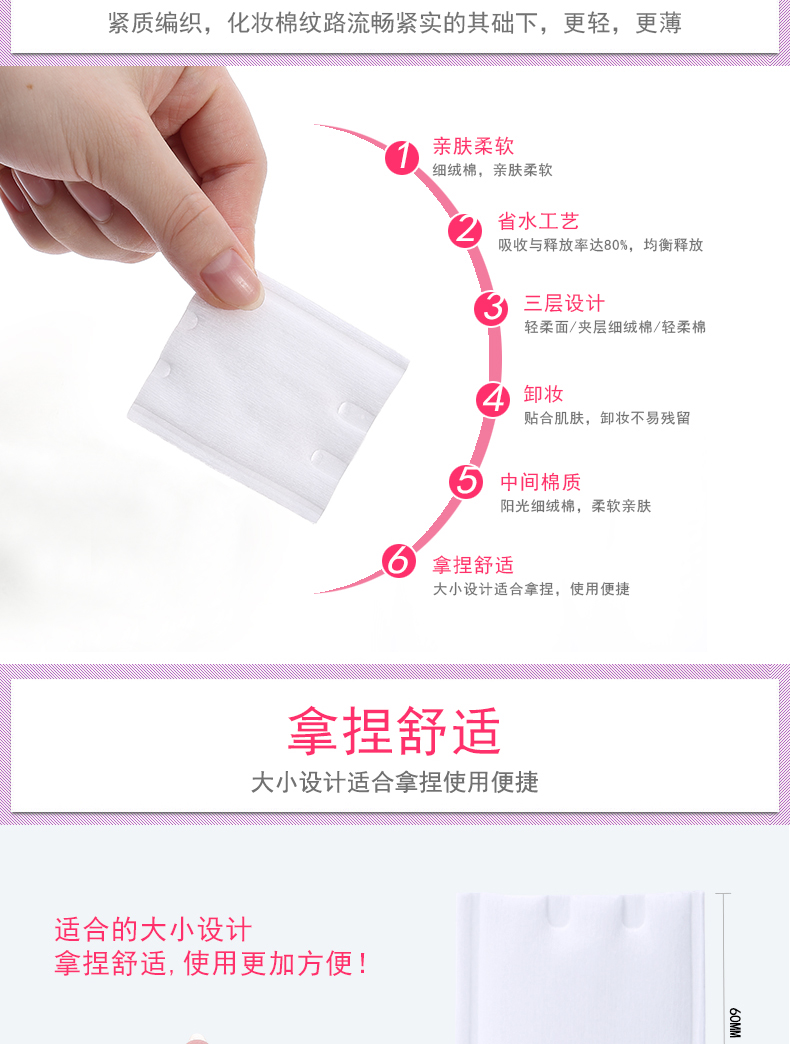 紧质编织，化妆棉纹路流畅紧实的其础下，更轻，更薄
1
亲肤柔软
细绒棉，亲肤柔软
2
省水工艺
吸收与释放率达80%，均衡释放
3
三层设计
轻柔面/夹层细绒棉/轻柔棉
4
卸妆
贴合肌肤，卸妆不易残留
5
中间棉质
阳光细绒棉，柔软亲肤
6
拿捏舒适
大小设计适合拿捏，使用便捷
拿捏舒适
大小设计适合拿捏使用便捷
适合的大小设计
拿捏舒适,使用更加方便!
60MM